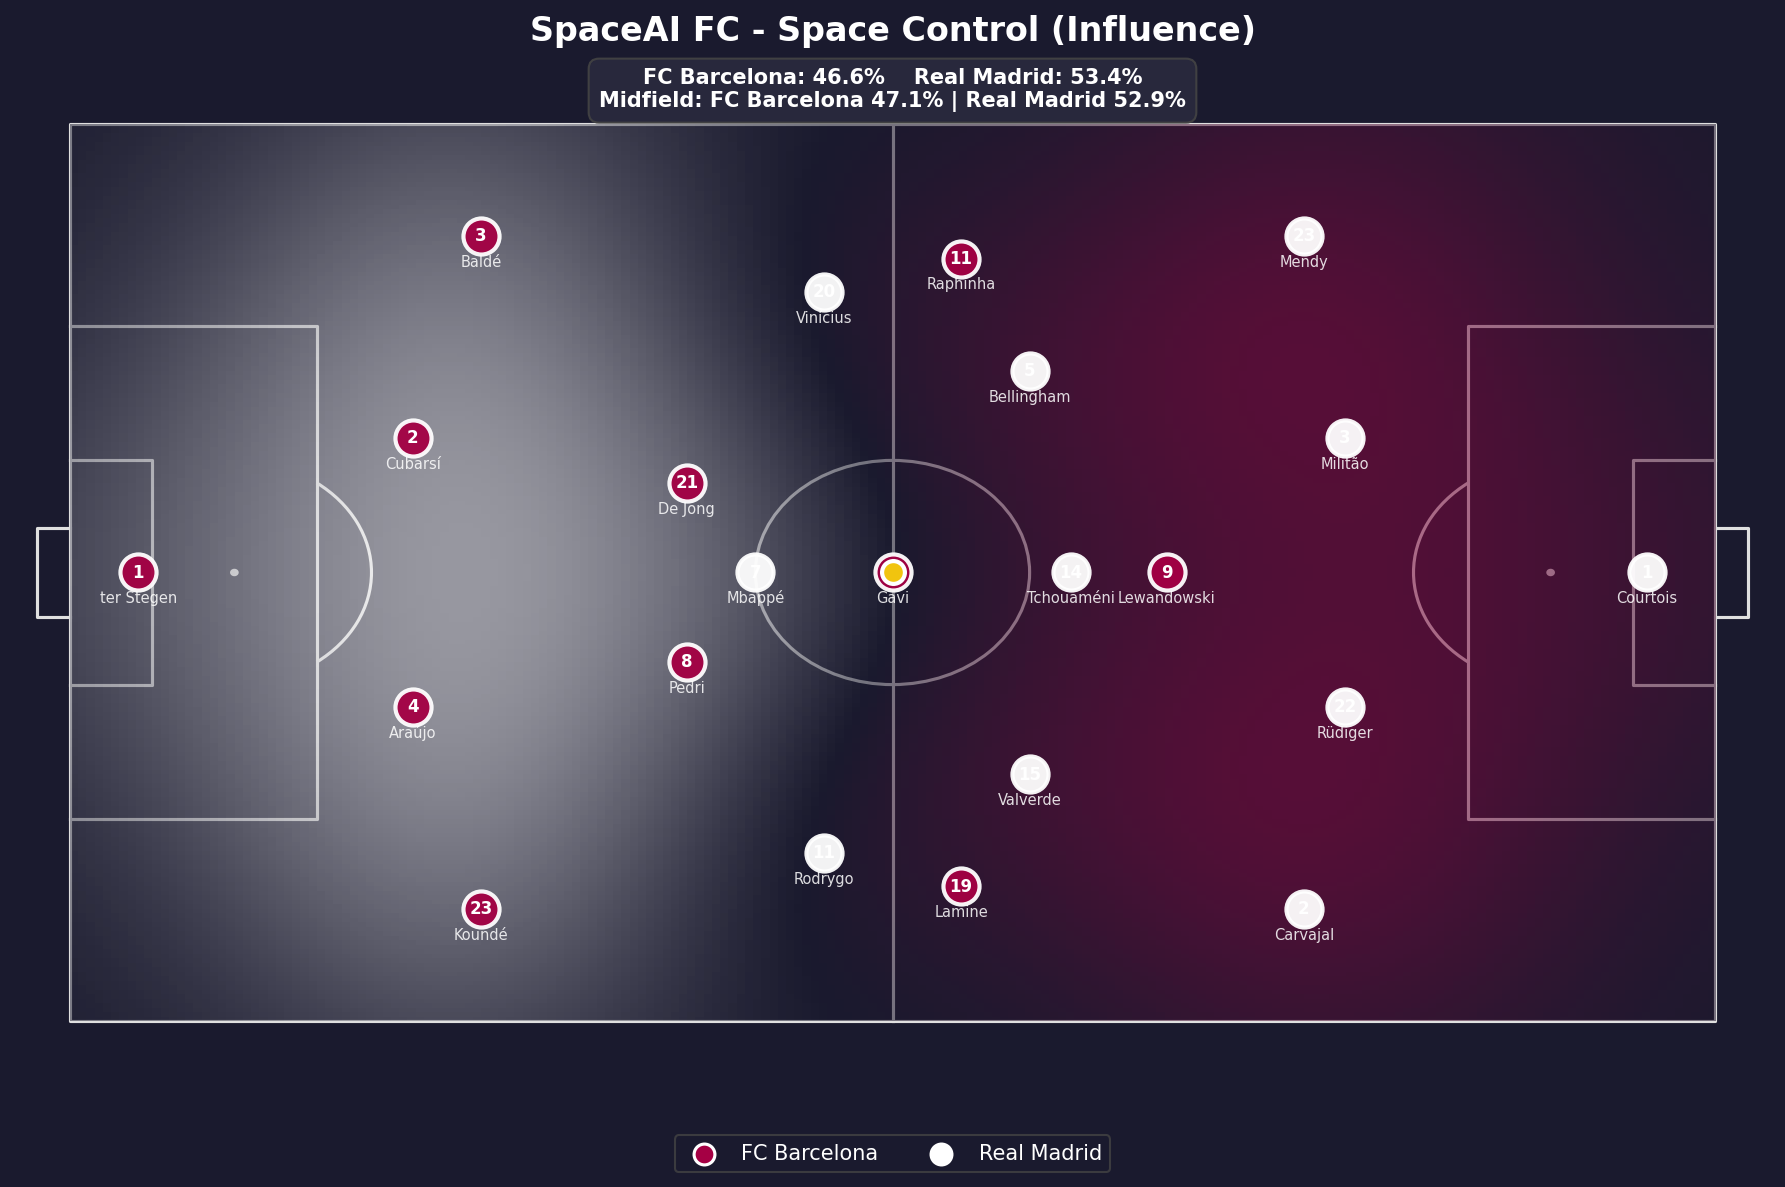 SpaceAI FC - Space Control (Influence)
FC Barcelona: 46.6%    Real Madrid: 53.4%
Midfield: FC Barcelona 47.1% | Real Madrid 52.9%
3
Baldé
23
Mendy
11
Raphinha
20
Vinicius
5
Bellingham
2
Cubarsí
3
Militão
21
De Jong
1
ter Stegen
7
Mbappé
Gavi
14
Tchouaméni
9
Lewandowski
1
Courtois
8
Pedri
4
Araujo
22
Rüdiger
15
Valverde
11
Rodrygo
19
Lamine
23
Koundé
2
Carvajal
FC Barcelona
Real Madrid